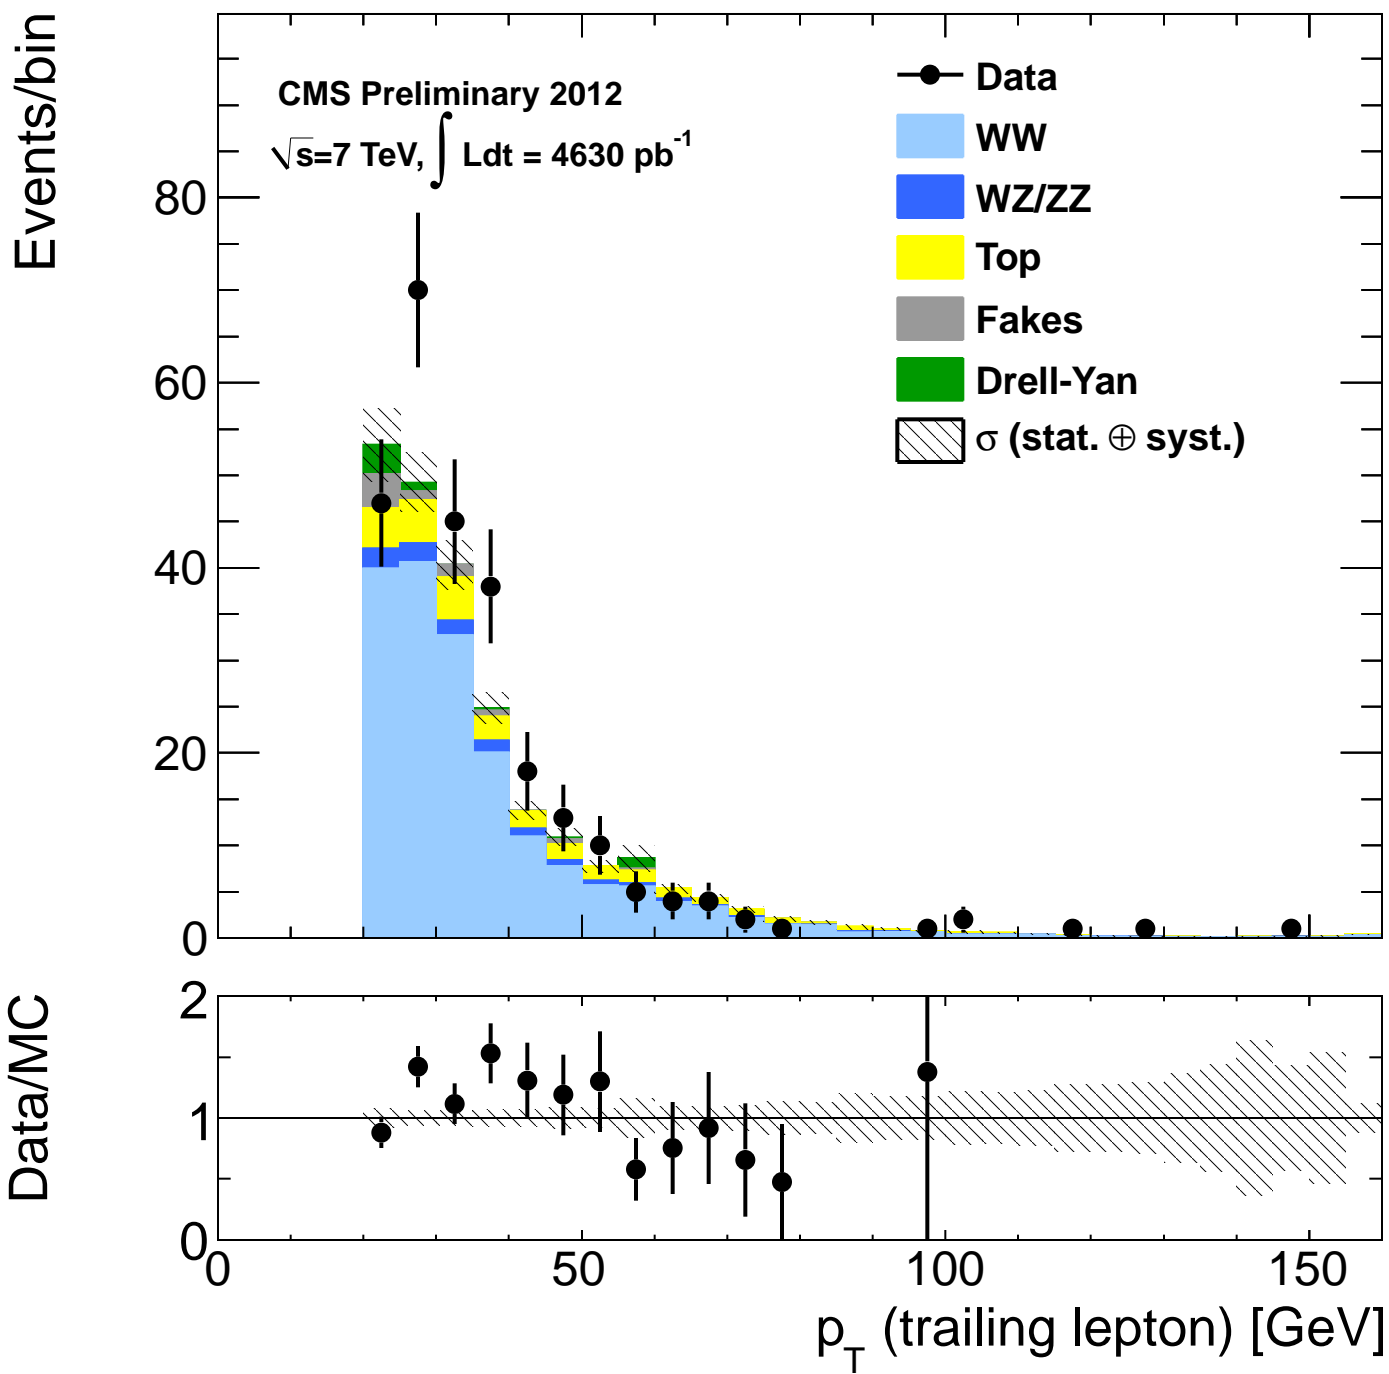 Events/bin
CMS Preliminary 2012
√s=7 TeV, ∫ Ldt = 4630 pb⁻¹
Data
WW
WZ/ZZ
Top
Fakes
Drell-Yan
σ (stat. ⊕ syst.)
80
60
40
20
0
Data/MC
2
1
0
0 50 100 150
p_T (trailing lepton) [GeV]